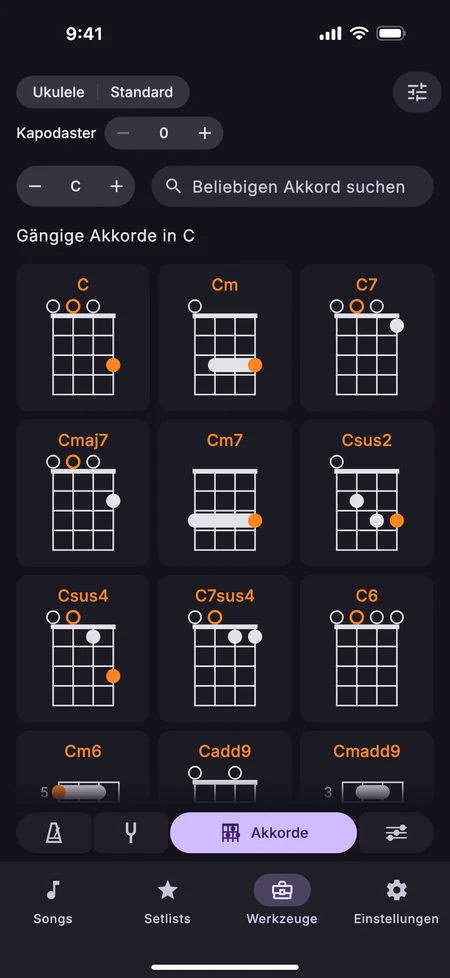 9:41
Ukulele Standard
Kapodaster − 0 +
− C + Beliebigen Akkord suchen
Gängige Akkorde in C
C Cm C7
Cmaj7 Cm7 Csus2
Csus4 C7sus4 C6
Cm6 Cadd9 Cmadd9
5 3
Akkorde
Songs Setlists Werkzeuge Einstellungen